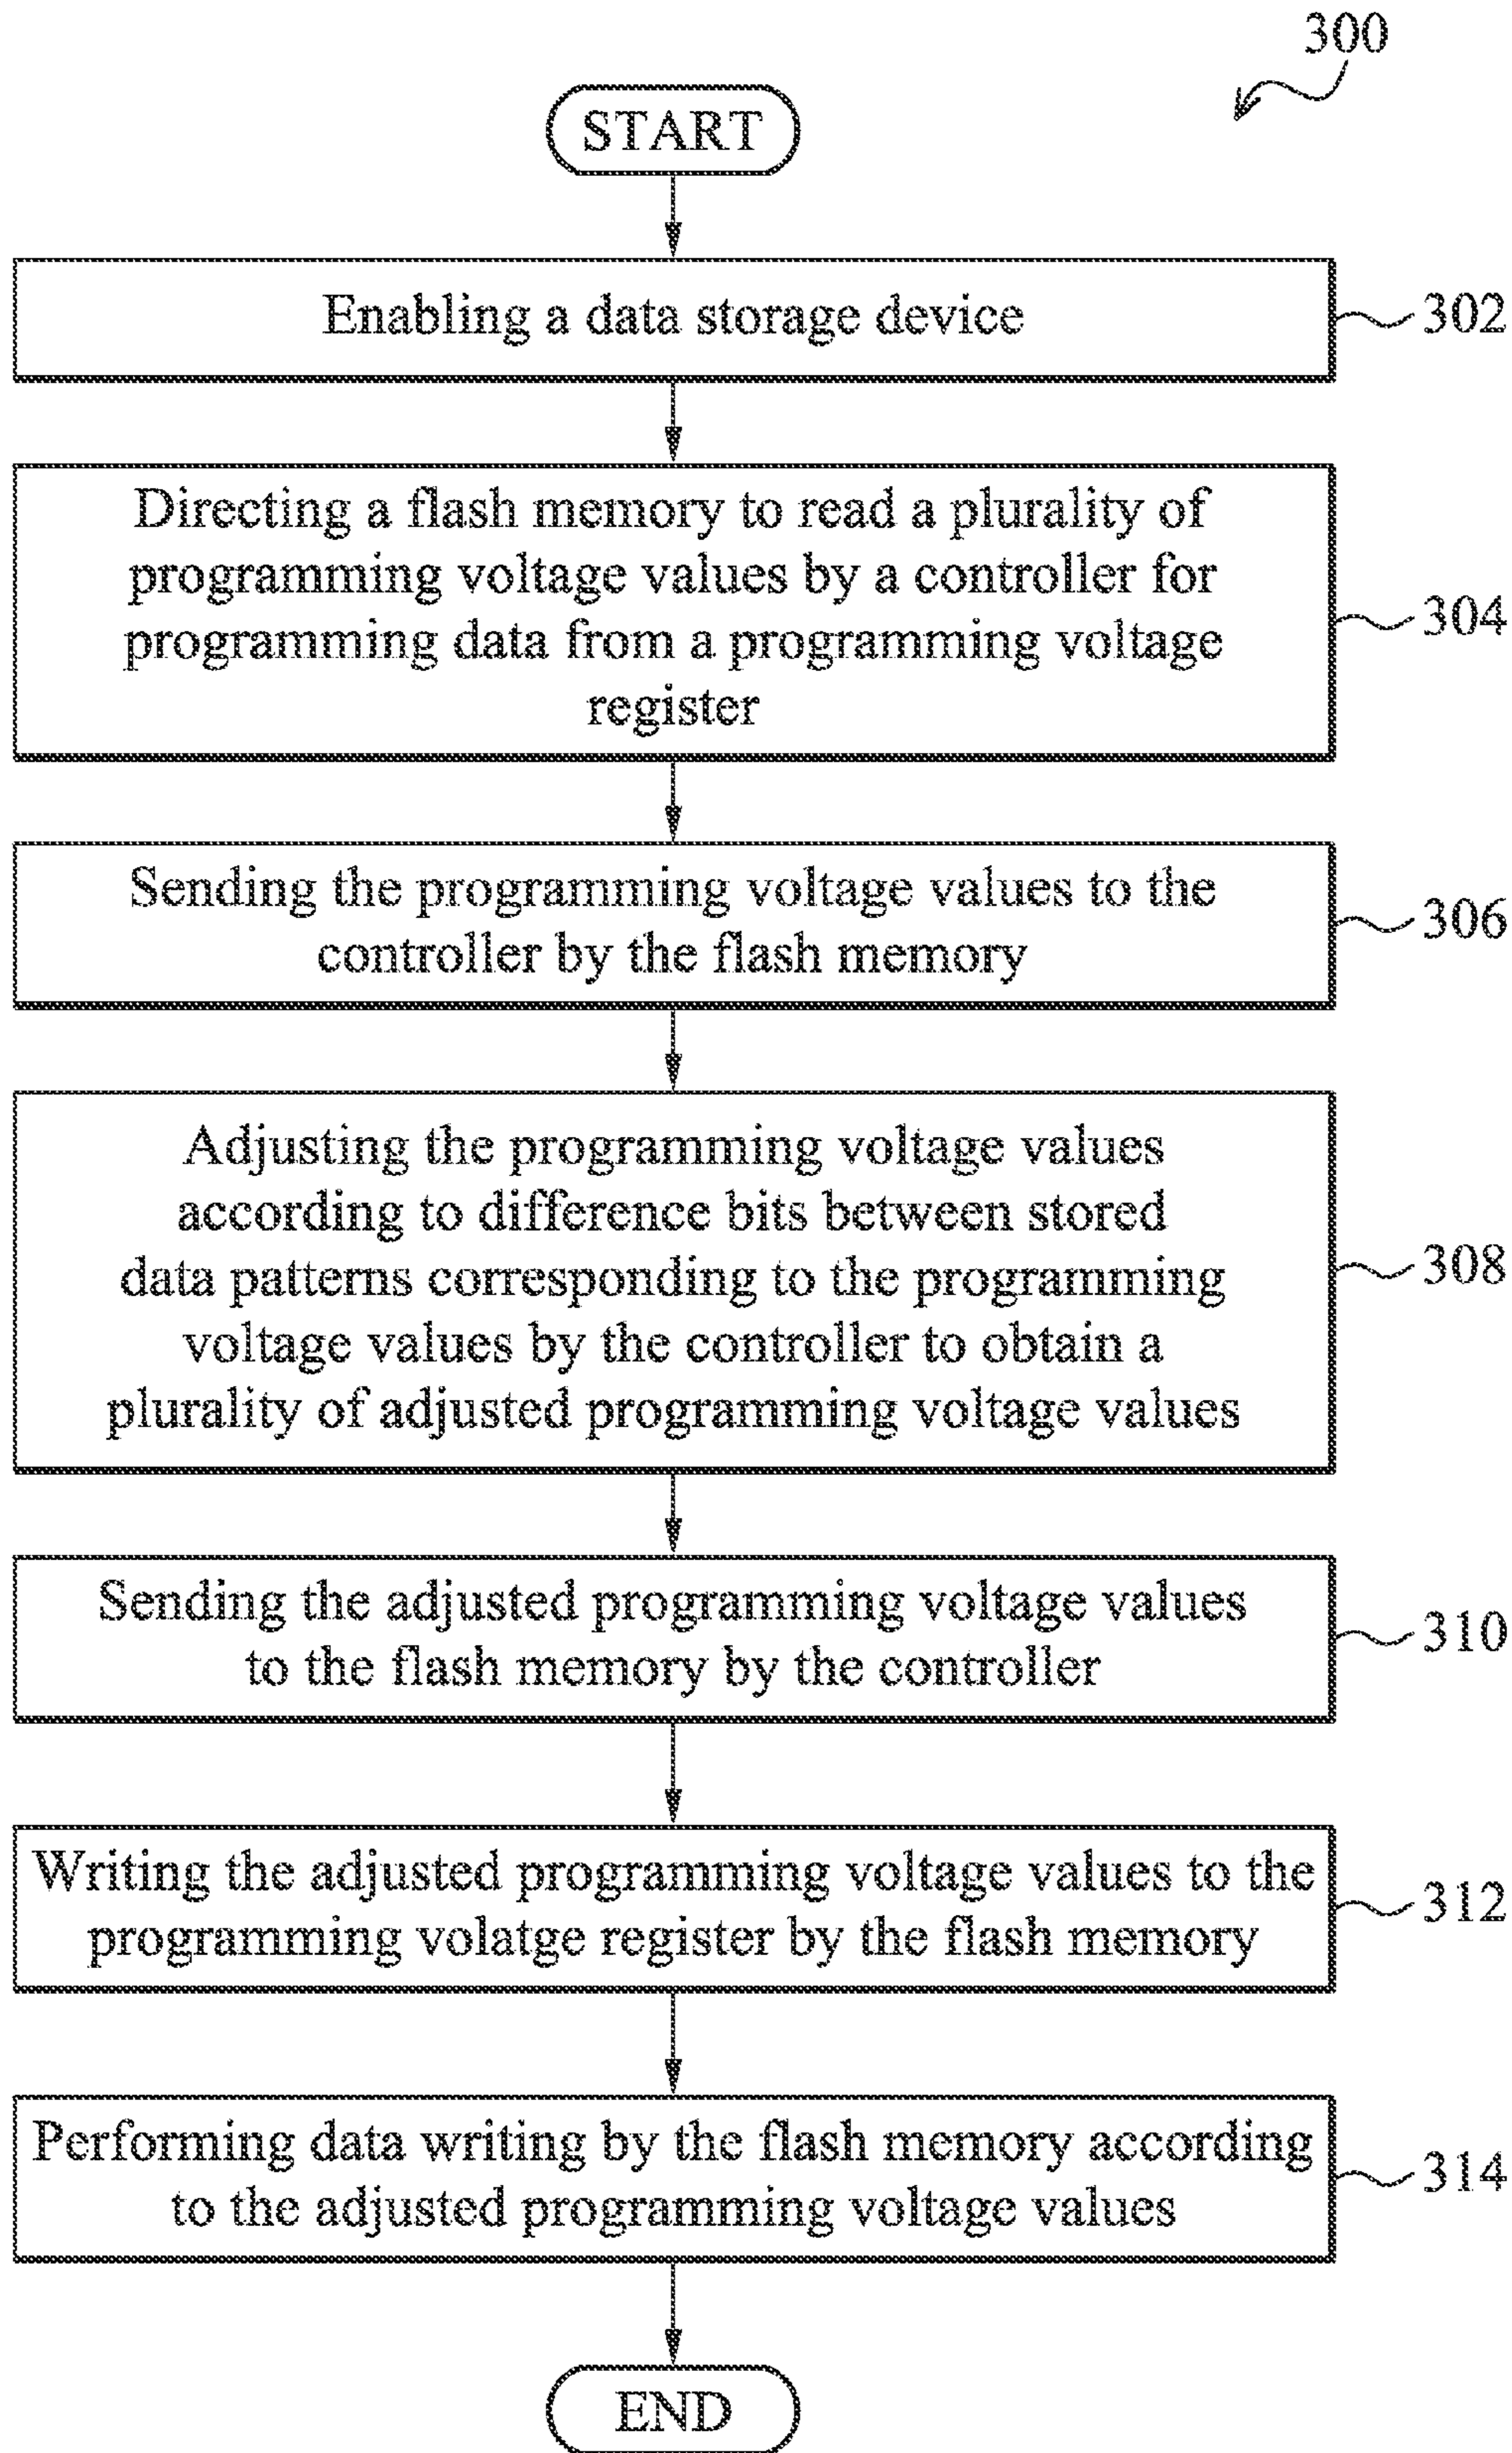 300
START
Enabling a data storage device
302
Directing a flash memory to read a plurality of
programming voltage values by a controller for
programming data from a programming voltage
register
304
Sending the programming voltage values to the
controller by the flash memory
306
Adjusting the programming voltage values
according to difference bits between stored
data patterns corresponding to the programming
voltage values by the controller to obtain a
plurality of adjusted programming voltage values
308
Sending the adjusted programming voltage values
to the flash memory by the controller
310
Writing the adjusted programming voltage values to the
programming volatge register by the flash memory
312
Performing data writing by the flash memory according
to the adjusted programming voltage values
314
END